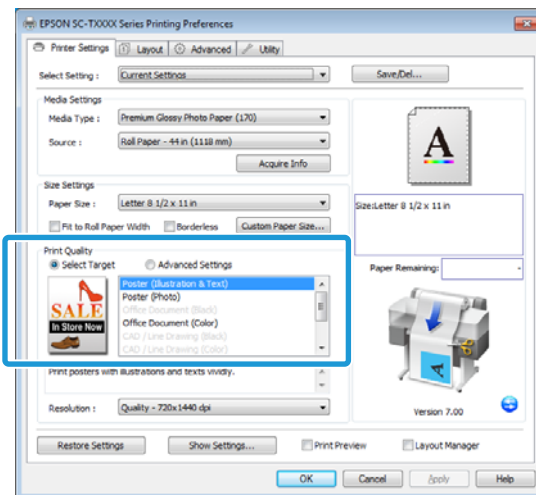 EPSON SC-TXXXX Series Printing Preferences
Printer Settings Layout Advanced Utility
Select Setting : Current Settings Save/Del...
Media Settings
Media Type : Premium Glossy Photo Paper (170)
Source : Roll Paper - 44 in (1118 mm)
Acquire Info
A
Size Settings
Paper Size : Letter 8 1/2 x 11 in
Size:Letter 8 1/2 x 11 in
Fit to Roll Paper Width Borderless Custom Paper Size...
Print Quality
Select Target Advanced Settings
Paper Remaining:
SALE
In Store Now
Poster (Illustration & Text)
Poster (Photo)
Office Document (Black)
Office Document (Color)
CAD / Line Drawing (Black)
CAD / Line Drawing (Color)
A
Print posters with illustrations and texts vividly.
Resolution : Quality - 720x1440 dpi
Version 7.00
Restore Settings Show Settings... Print Preview Layout Manager
OK Cancel Apply Help